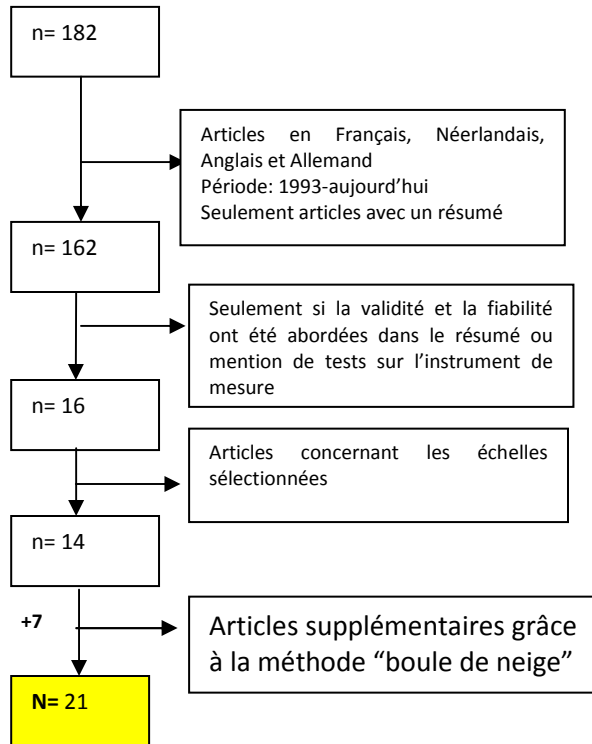 n= 182
Articles en Français, Néerlandais,
Anglais et Allemand
Période: 1993-aujourd’hui
Seulement articles avec un résumé
n= 162
Seulement si la validité et la fiabilité
ont été abordées dans le résumé ou
mention de tests sur l’instrument de
mesure
n= 16
Articles concernant les échelles
sélectionnées
n= 14
+7
Articles supplémentaires grâce
à la méthode “boule de neige”
N= 21